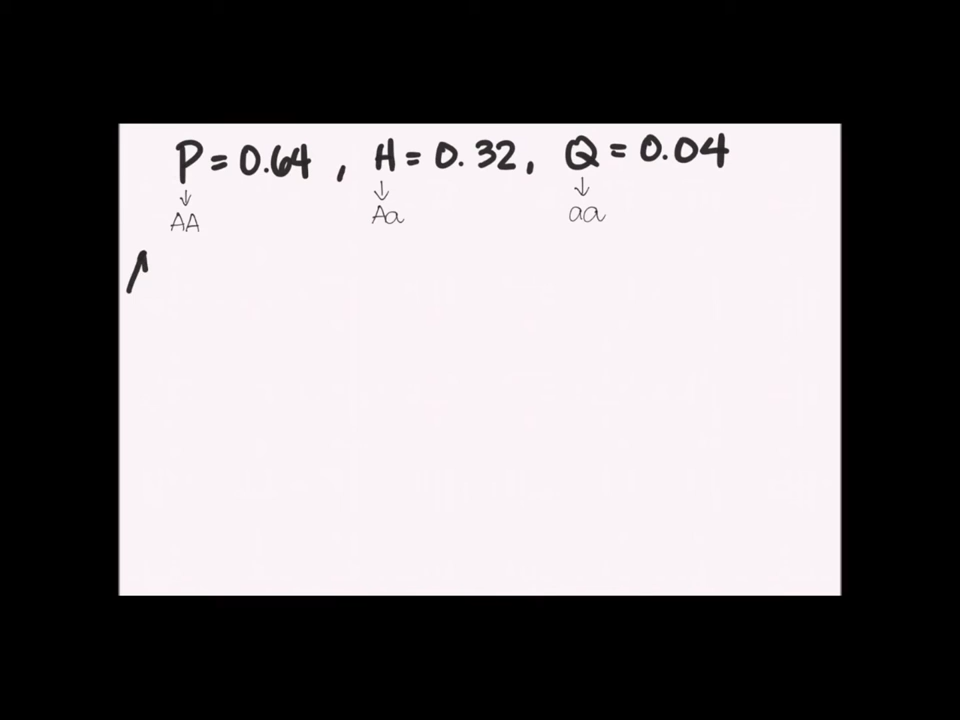 P = 0.64 , H = 0.32 , Q = 0.04
↓ ↓ ↓
AA Aa aa